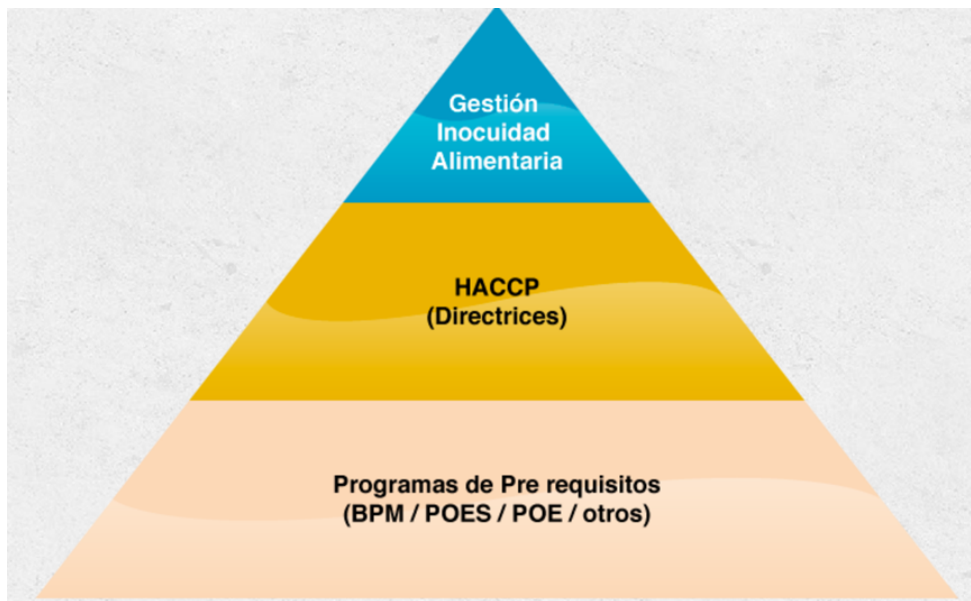 Gestión
Inocuidad
Alimentaria
HACCP
(Directrices)
Programas de Pre requisitos
(BPM / POES / POE / otros)